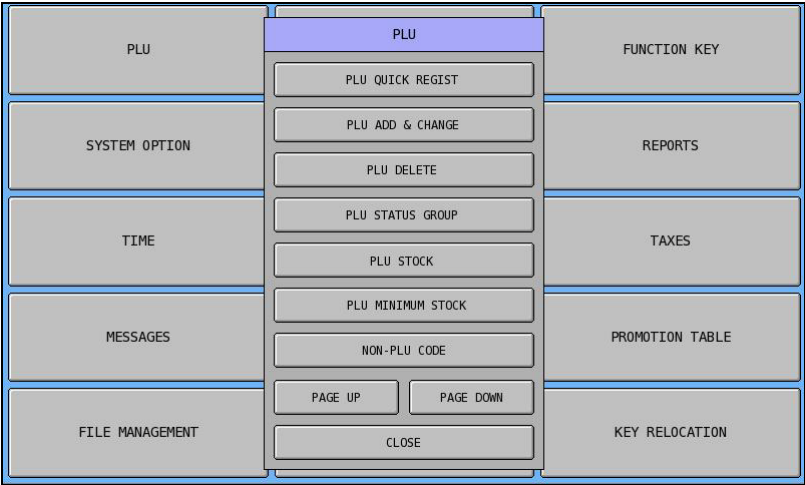 PLU
PLU
FUNCTION KEY
PLU QUICK REGIST
PLU ADD & CHANGE
SYSTEM OPTION
REPORTS
PLU DELETE
PLU STATUS GROUP
TIME
TAXES
PLU STOCK
PLU MINIMUM STOCK
MESSAGES
PROMOTION TABLE
NON-PLU CODE
PAGE UP
PAGE DOWN
FILE MANAGEMENT
KEY RELOCATION
CLOSE